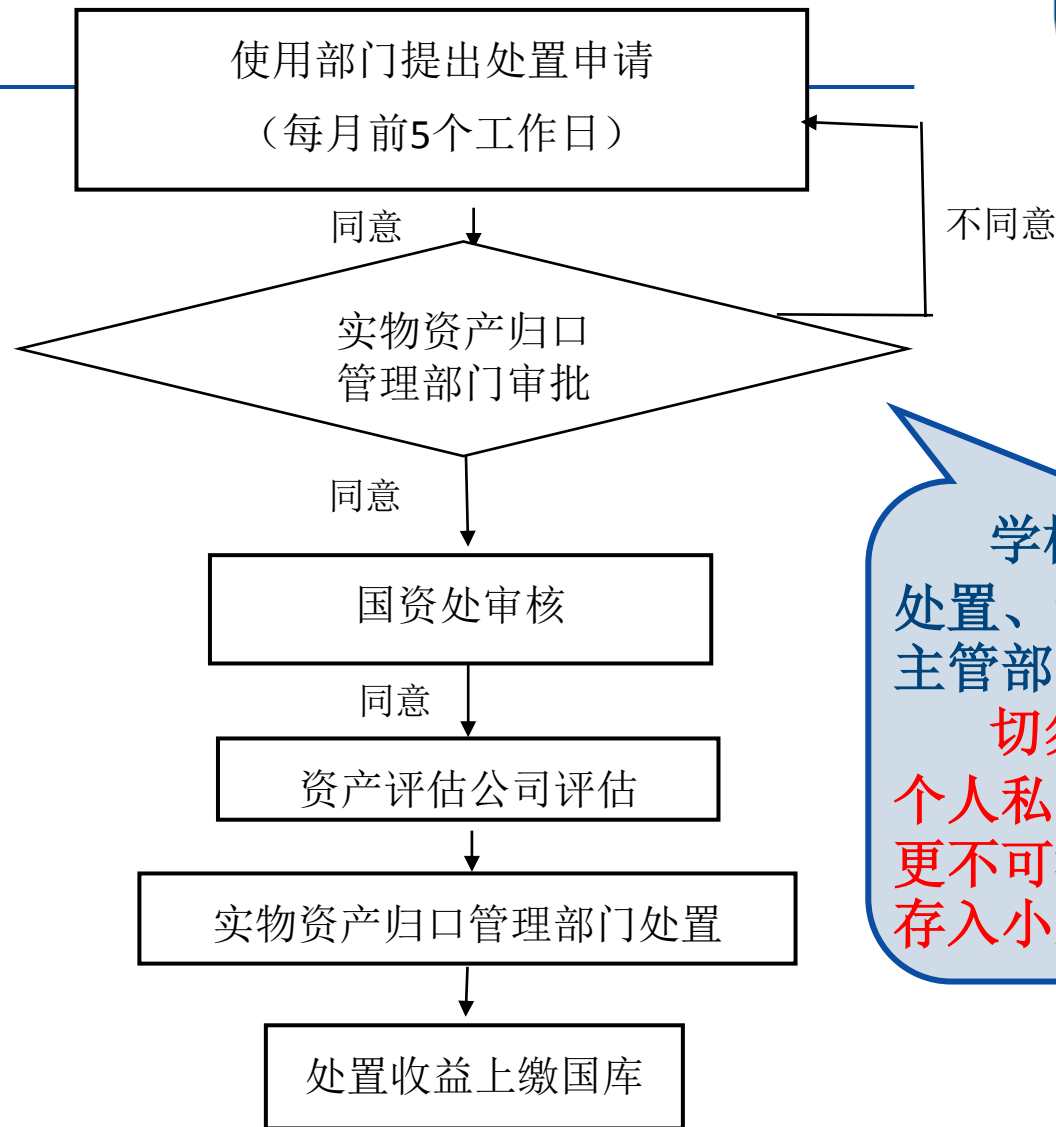 使用部门提出处置申请
（每月前5个工作日）
同意
不同意
实物资产归口
管理部门审批
同意
国资处审核
同意
资产评估公司评估
实物资产归口管理部门处置
处置收益上缴国库
学
处置、
主管部
切
个人私
更不可
存入小